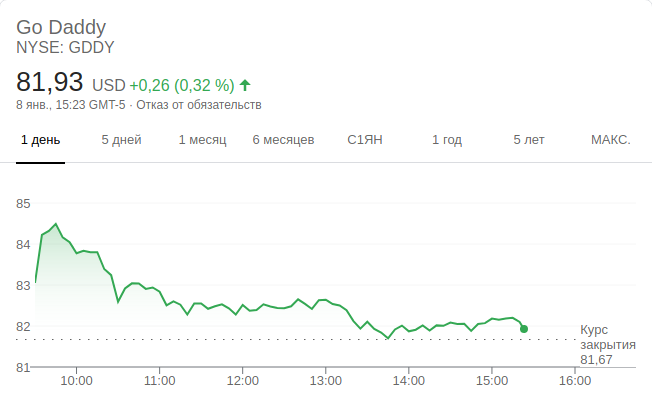 Go Daddy
NYSE: GDDY
81,93 USD +0,26 (0,32 %)
8 янв., 15:23 GMT-5 · Отказ от обязательств
1 день 5 дней 1 месяц 6 месяцев С1ЯН 1 год 5 лет МАКС.
85
84
83
82
81
Курс
закрытия
81,67
10:00 11:00 12:00 13:00 14:00 15:00 16:00